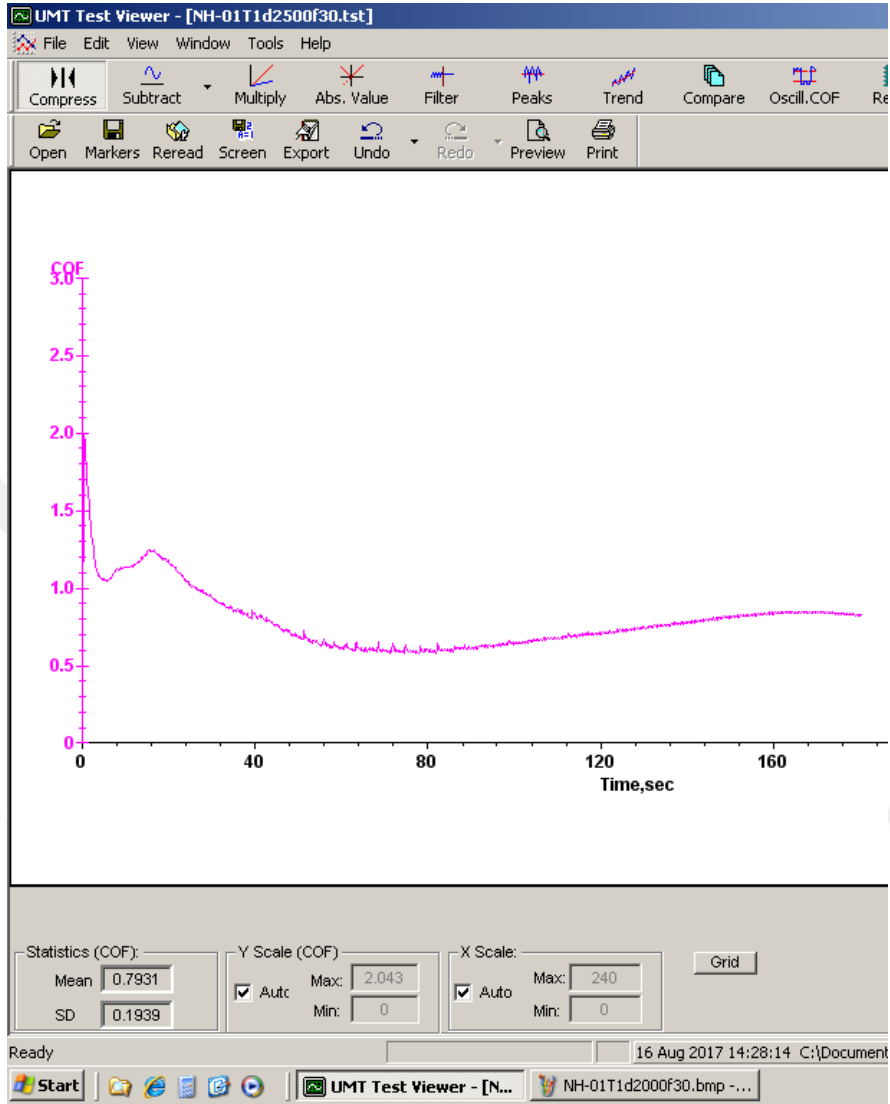 UMT Test Viewer - [NH-01T1d2500f30.tst]
File Edit View Window Tools Help
Compress Subtract Multiply Abs. Value Filter Peaks Trend Compare Oscill.COF Re
Open Markers Reread Screen Export Undo Redo Preview Print
COF
3.0
2.5
2.0
1.5
1.0
0.5
0
0 40 80 120 160
Time,sec
Statistics (COF): Y Scale (COF) X Scale:
Mean 0.7931 Auto Max: 2.043 Auto Max: 240 Grid
SD 0.1939 Min: 0 Min: 0
Ready 16 Aug 2017 14:28:14 C:\Document
Start UMT Test Viewer - [N... NH-01T1d2000f30.bmp -...